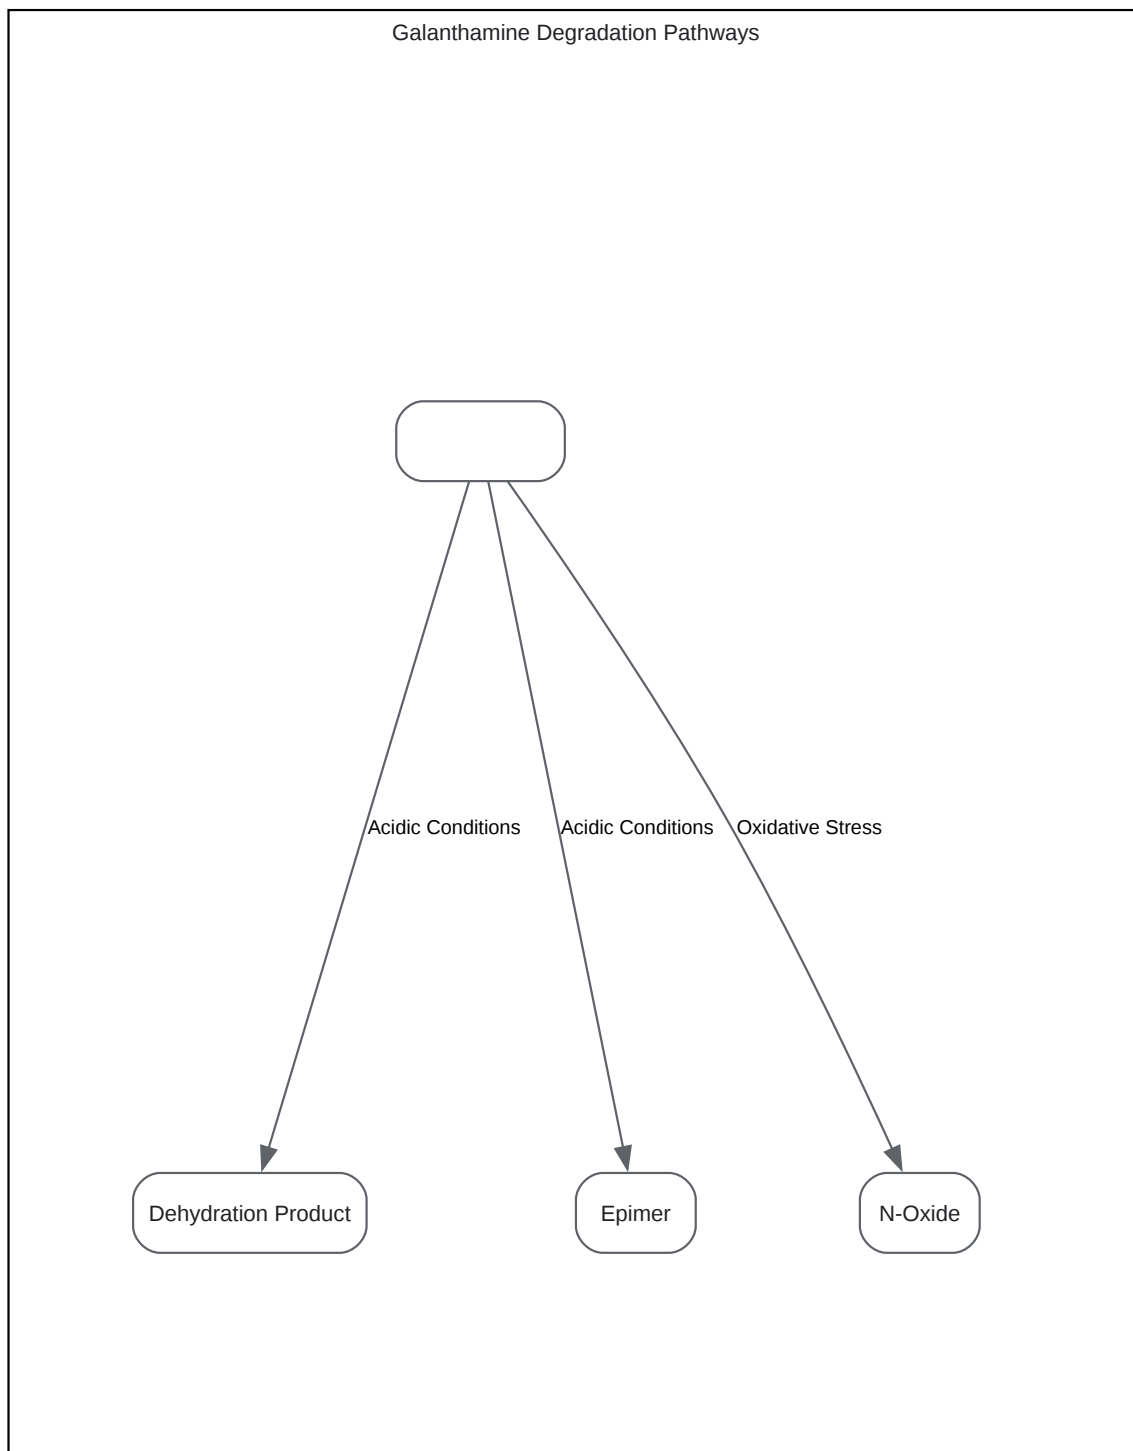 Galanthamine Degradation Pathways
Acidic Conditions
Acidic Conditions
Oxidative Stress
Dehydration Product
Epimer
N-Oxide